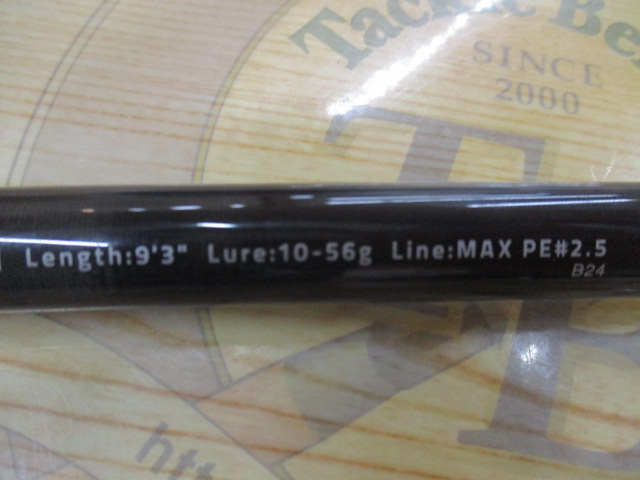 Tackle Be
SINCE
2000
T
Length:9'3" Lure:10-56g Line:MAX PE#2.5
B24
B
htt